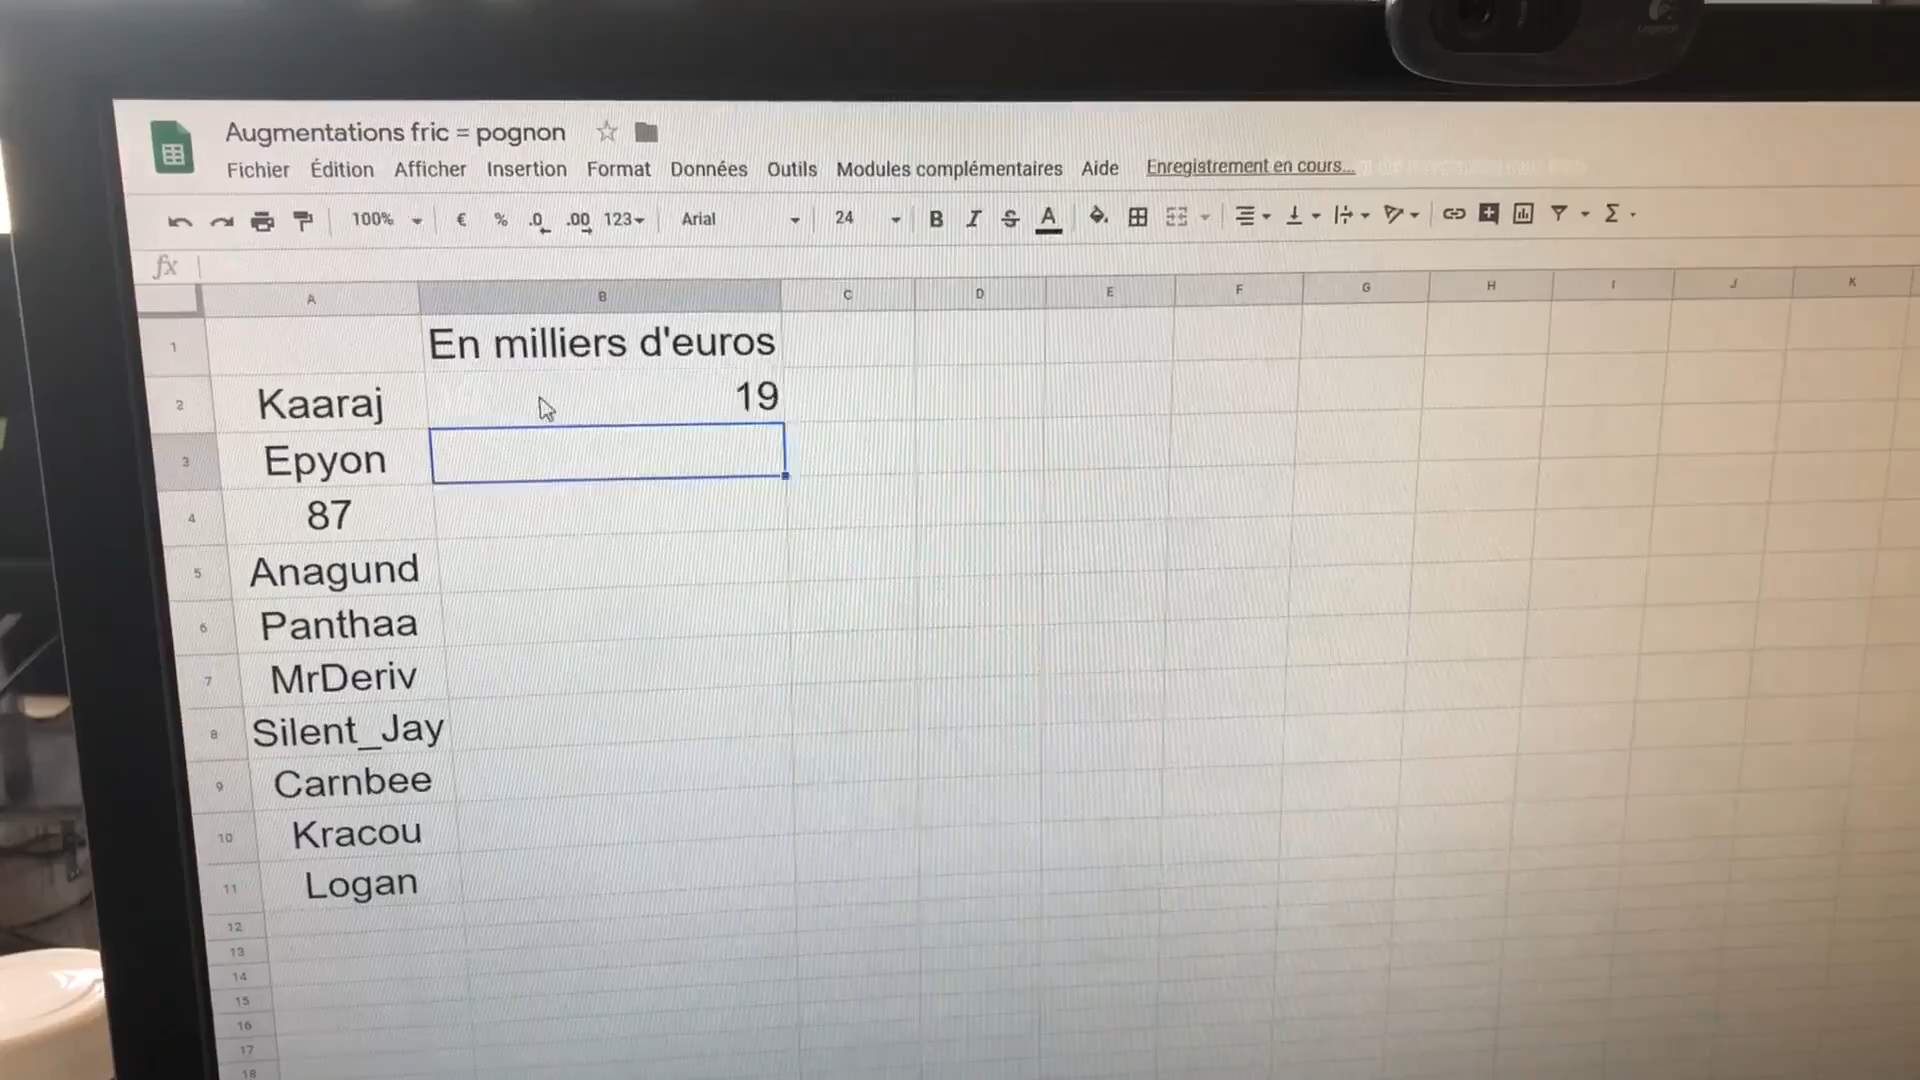 Augmentations fric = pognon
Fichier Édition Afficher Insertion Format Données Outils Modules complémentaires Aide Enregistrement en cours...
100% € % .0 .00 123 Arial 24 B I S A Σ
fx
A B C D E F G H I J K
1 En milliers d'euros
2 Kaaraj 19
3 Epyon
4 87
5 Anagund
6 Panthaa
7 MrDeriv
8 Silent_Jay
9 Carnbee
10 Kracou
11 Logan
12
13
14
15
16
17
18